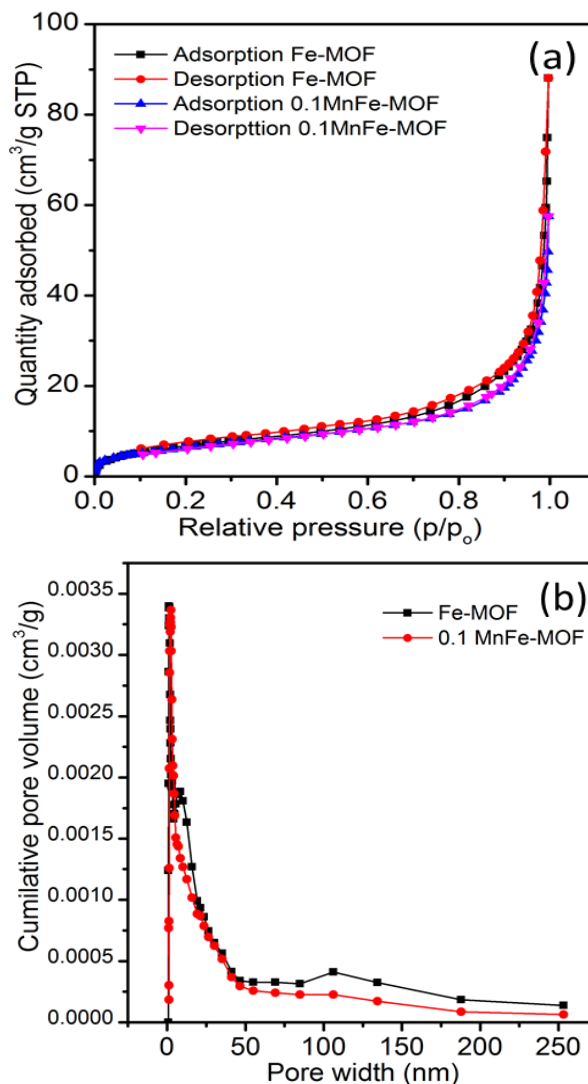 (a)
Adsorption Fe-MOF
Desorption Fe-MOF
Adsorption 0.1MnFe-MOF
Desorpttion 0.1MnFe-MOF
Quantity adsorbed (cm³/g STP)
100
80
60
40
20
0
0.0 0.2 0.4 0.6 0.8 1.0
Relative pressure (p/pₒ)
(b)
Fe-MOF
0.1 MnFe-MOF
Cumilative pore volume (cm³/g)
0.0035
0.0030
0.0025
0.0020
0.0015
0.0010
0.0005
0.0000
0 50 100 150 200 250
Pore width (nm)